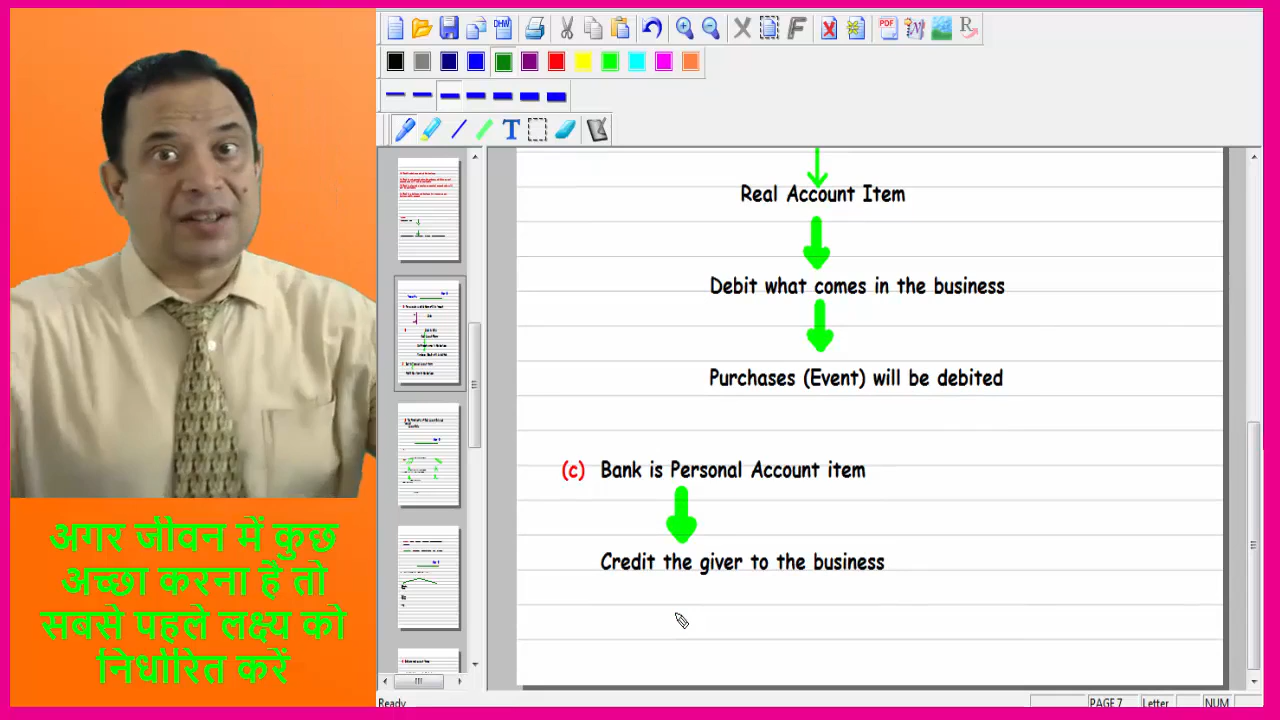 DHW
PDF
F
R
T
Real Account Item
Debit what comes in the business
Purchases (Event) will be debited
(c) Bank is Personal Account item
Credit the giver to the business
अगर जीवन में कुछ
अच्छा करना है तो
सबसे पहले लक्ष्य को
निर्धारित करें
Ready
PAGE 7 Letter NUM